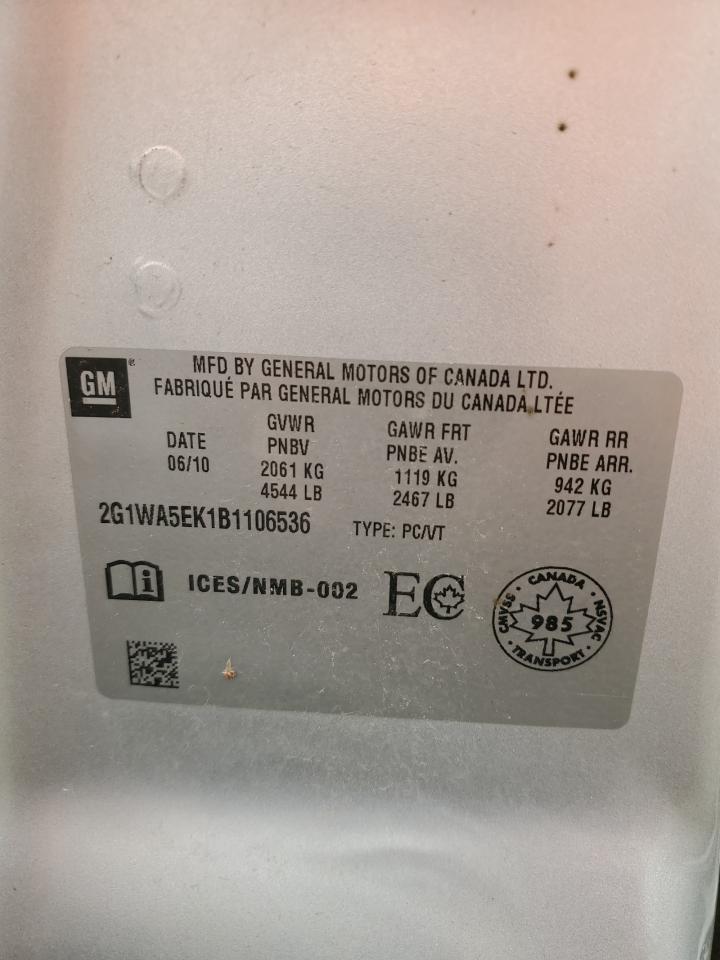 GM
MFD BY GENERAL MOTORS OF CANADA LTD.
FABRIQUÉ PAR GENERAL MOTORS DU CANADA LTÉE
DATE
06/10
GVWR
PNBV
2061 KG
4544 LB
GAWR FRT
PNBE AV.
1119 KG
2467 LB
GAWR RR
PNBE ARR.
942 KG
2077 LB
2G1WA5EK1B1106536
TYPE: PC/VT
i
ICES/NMB-002
EC
CANADA
CMVSS
985
NSVAC
TRANSPORT